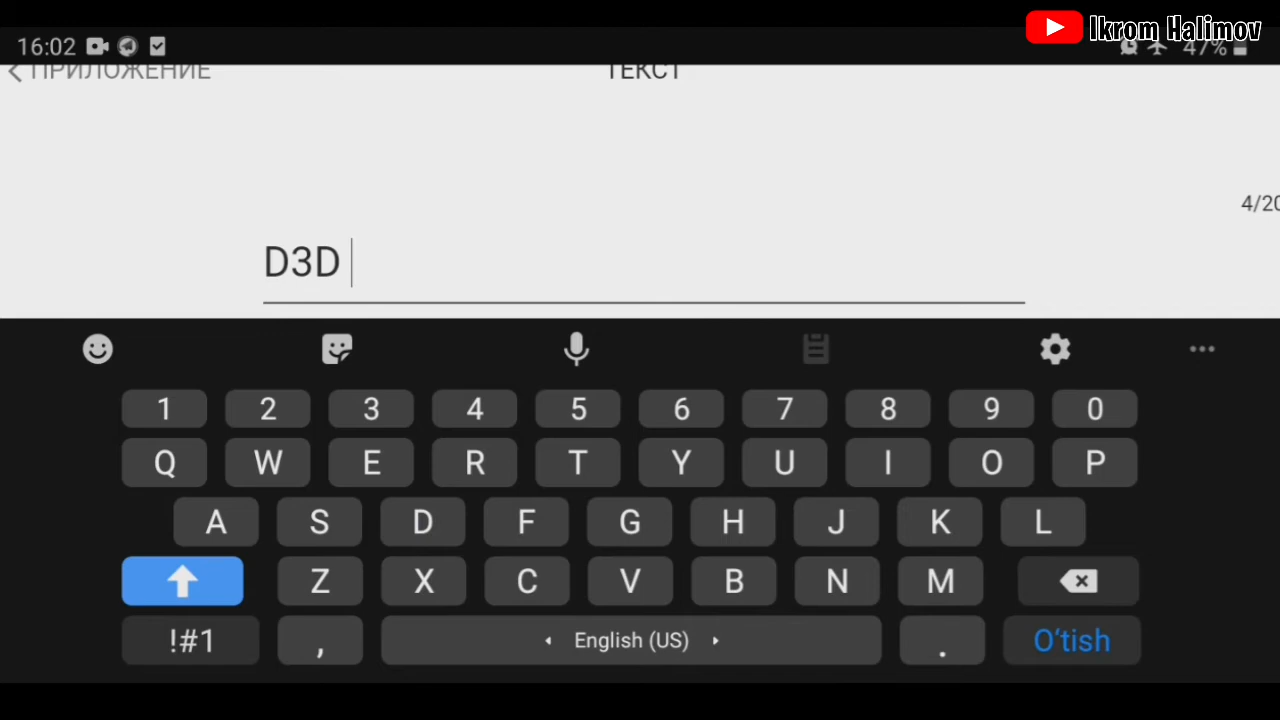 16:02
Ikrom Halimov
47%
ПРИЛОЖЕНИЕ
ТЕКСТ
4/20
D3D
1 2 3 4 5 6 7 8 9 0
Q W E R T Y U I O P
A S D F G H J K L
Z X C V B N M
!#1 , English (US) . Oʻtish